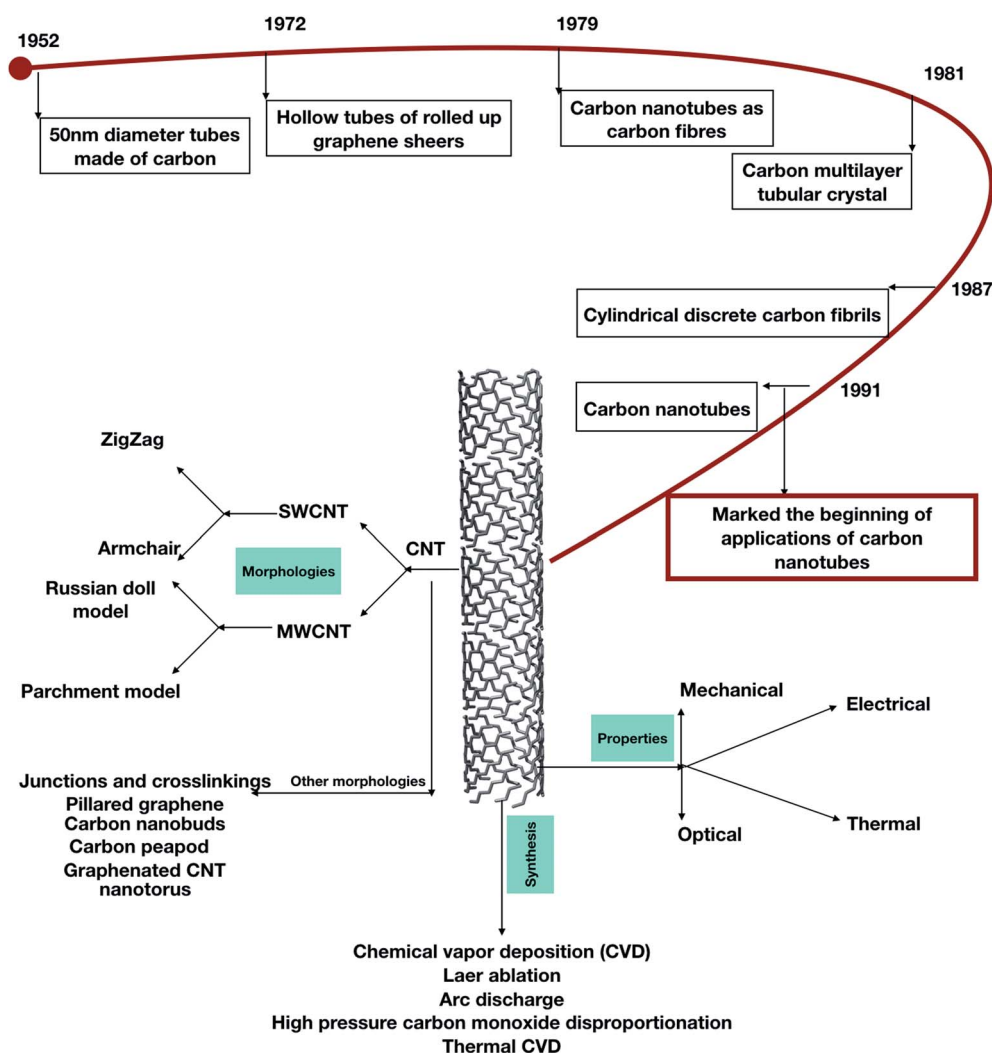 1952
1972
1979
1981
50nm diameter tubes
made of carbon
Hollow tubes of rolled up
graphene sheers
Carbon nanotubes as
carbon fibres
Carbon multilayer
tubular crystal
1987
Cylindrical discrete carbon fibrils
1991
Carbon nanotubes
Marked the beginning of
applications of carbon
nanotubes
ZigZag
SWCNT
Armchair
Morphologies
CNT
Russian doll
model
MWCNT
Parchment model
Other morphologies
Junctions and crosslinkings
Pillared graphene
Carbon nanobuds
Carbon peapod
Graphenated CNT
nanotorus
Properties
Mechanical
Electrical
Optical
Thermal
Synthesis
Chemical vapor deposition (CVD)
Laer ablation
Arc discharge
High pressure carbon monoxide disproportionation
Thermal CVD